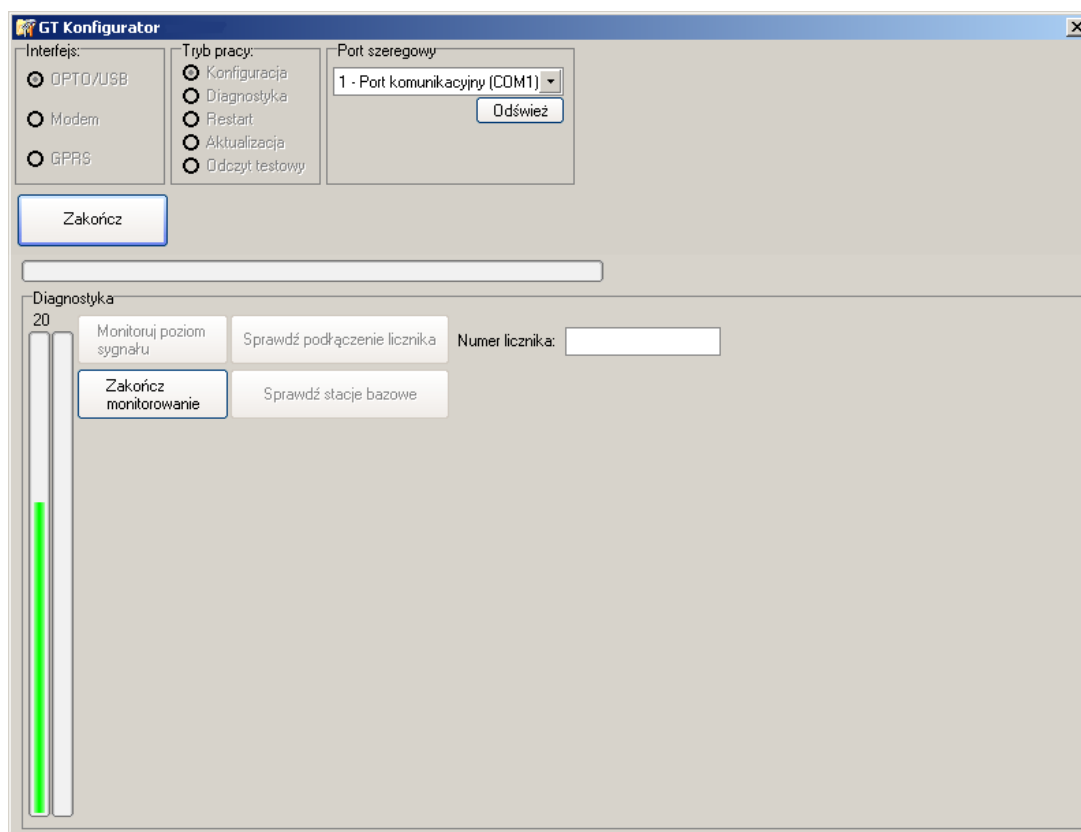 GT Konfigurator
Interfejs:
OPTO/USB
Modem
GPRS
Tryb pracy:
Konfiguracja
Diagnostyka
Restart
Aktualizacja
Odczyt testowy
Port szeregowy
1 - Port komunikacyjny (COM1)
Odśwież
Zakończ
Diagnostyka
20
Monitoruj poziom
sygnału
Sprawdź podłączenie licznika
Numer licznika:
Zakończ
monitorowanie
Sprawdź stacje bazowe